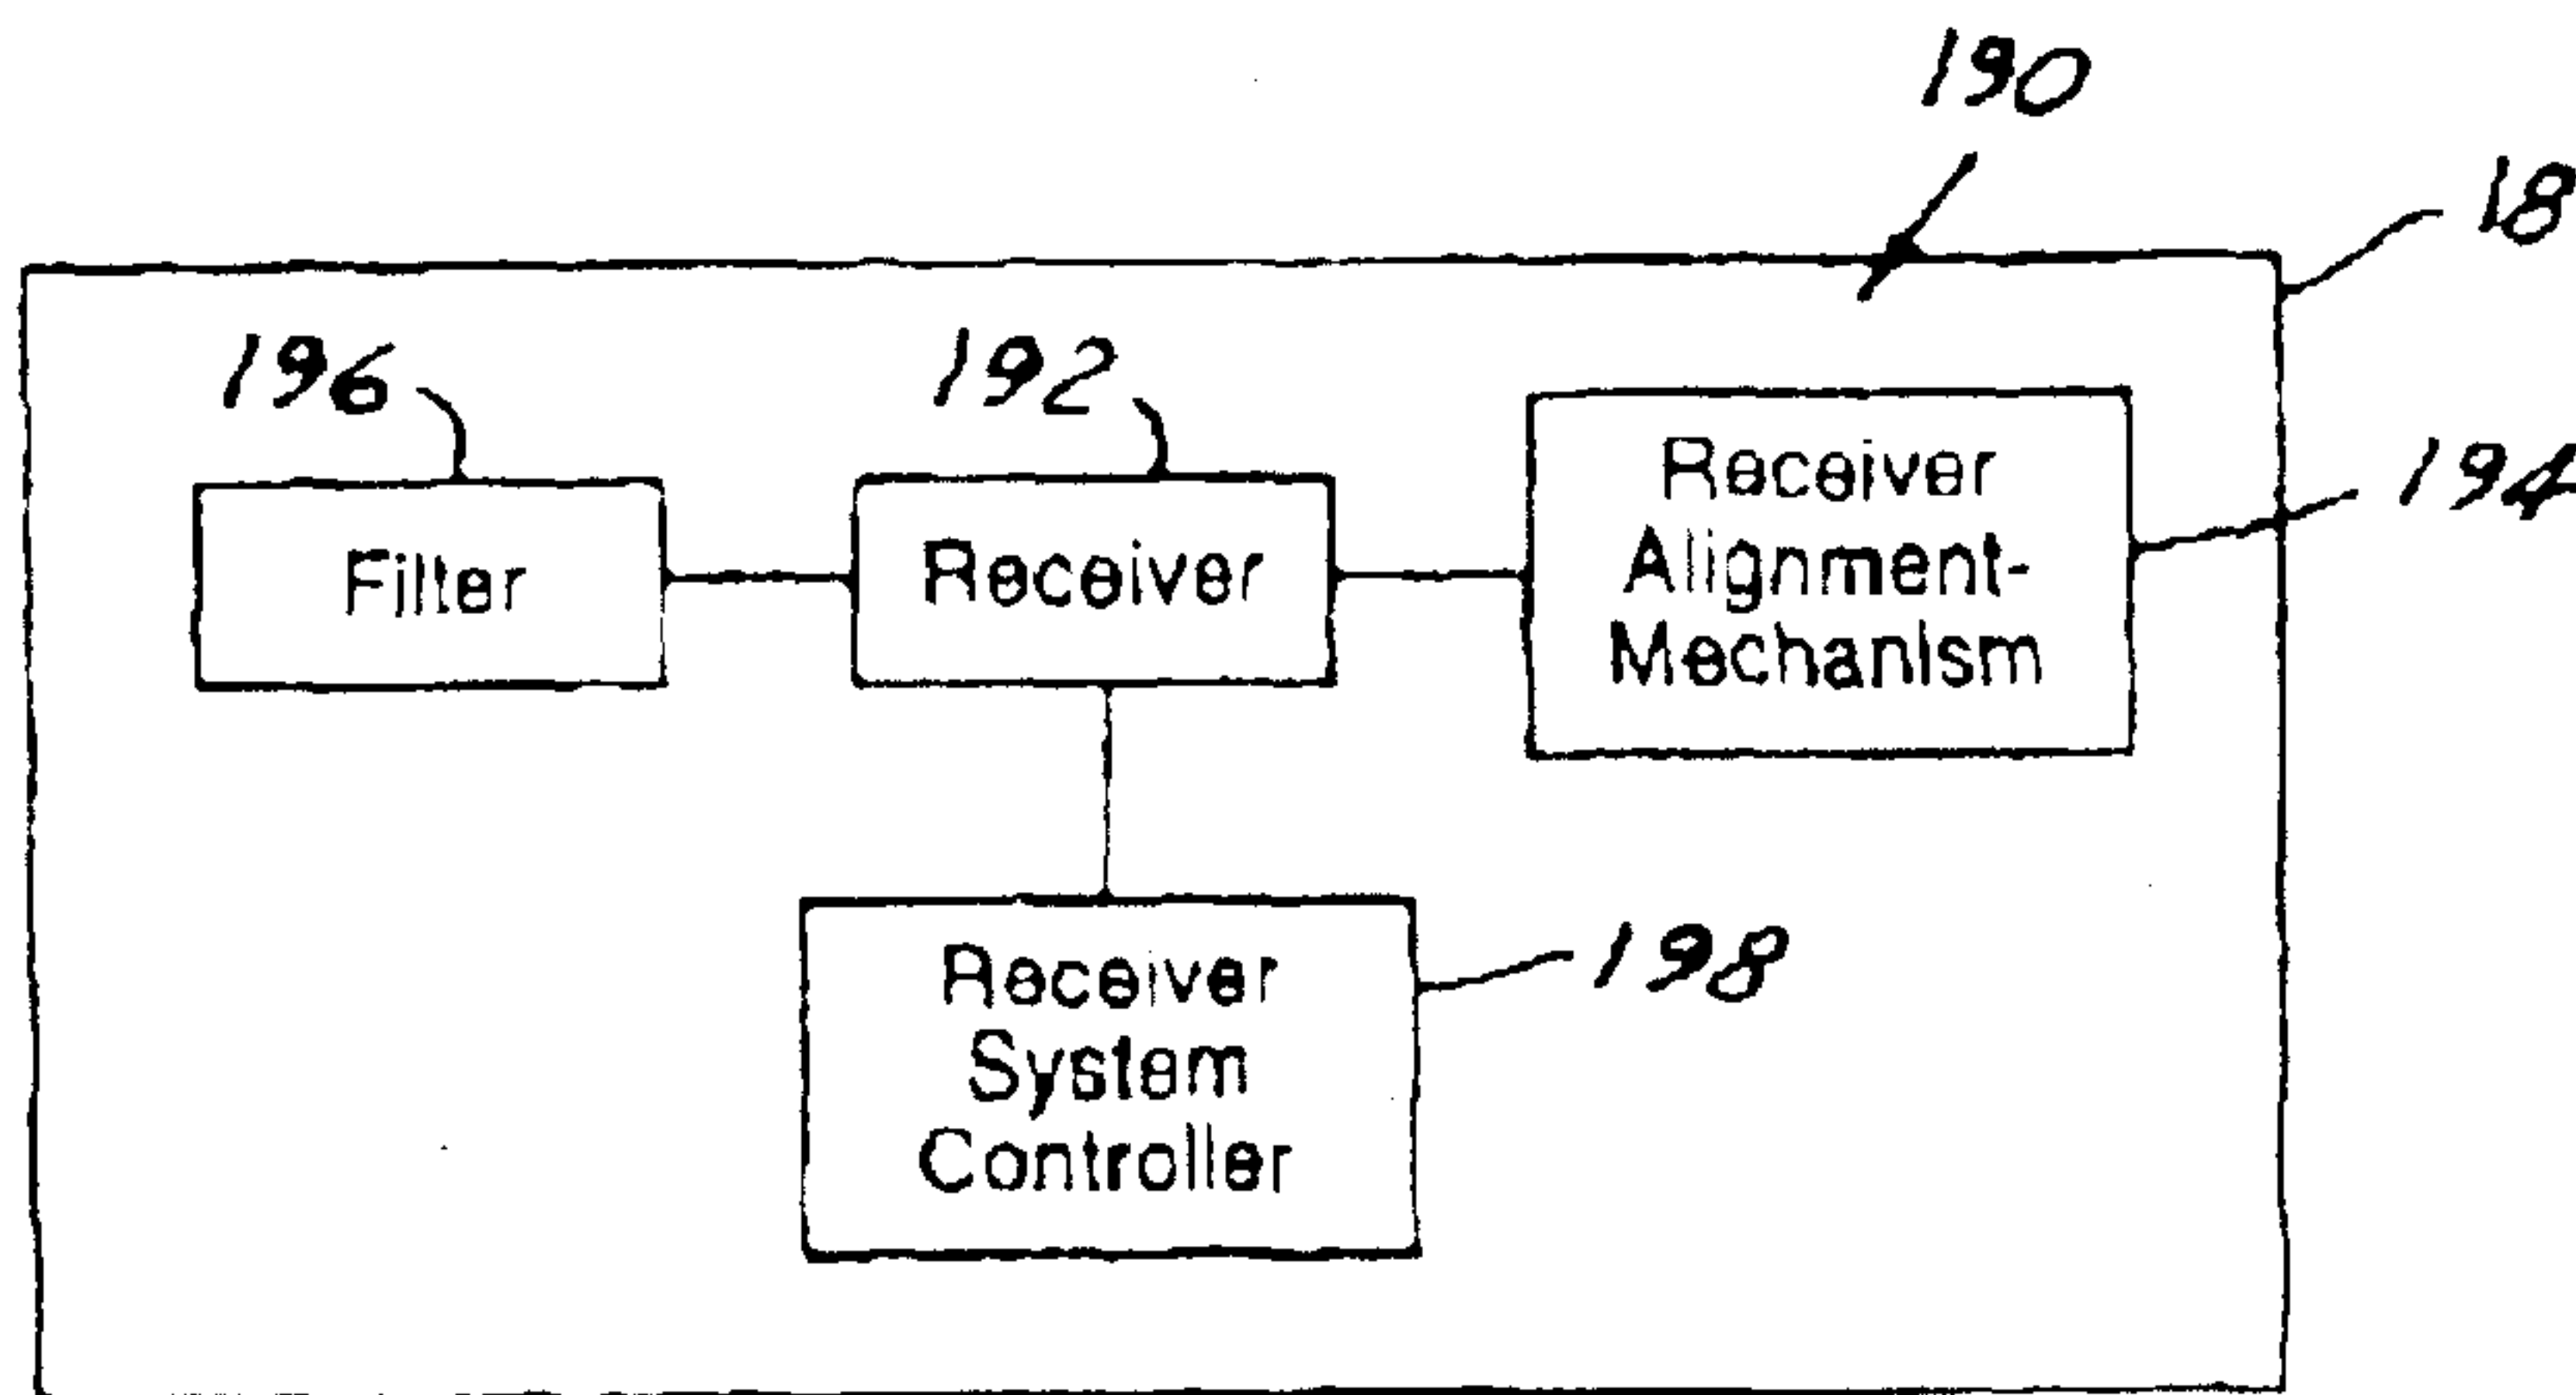 190
18
196
192
194
Filter
Receiver
Receiver
Alignment-
Mechanism
198
Receiver
System
Controller